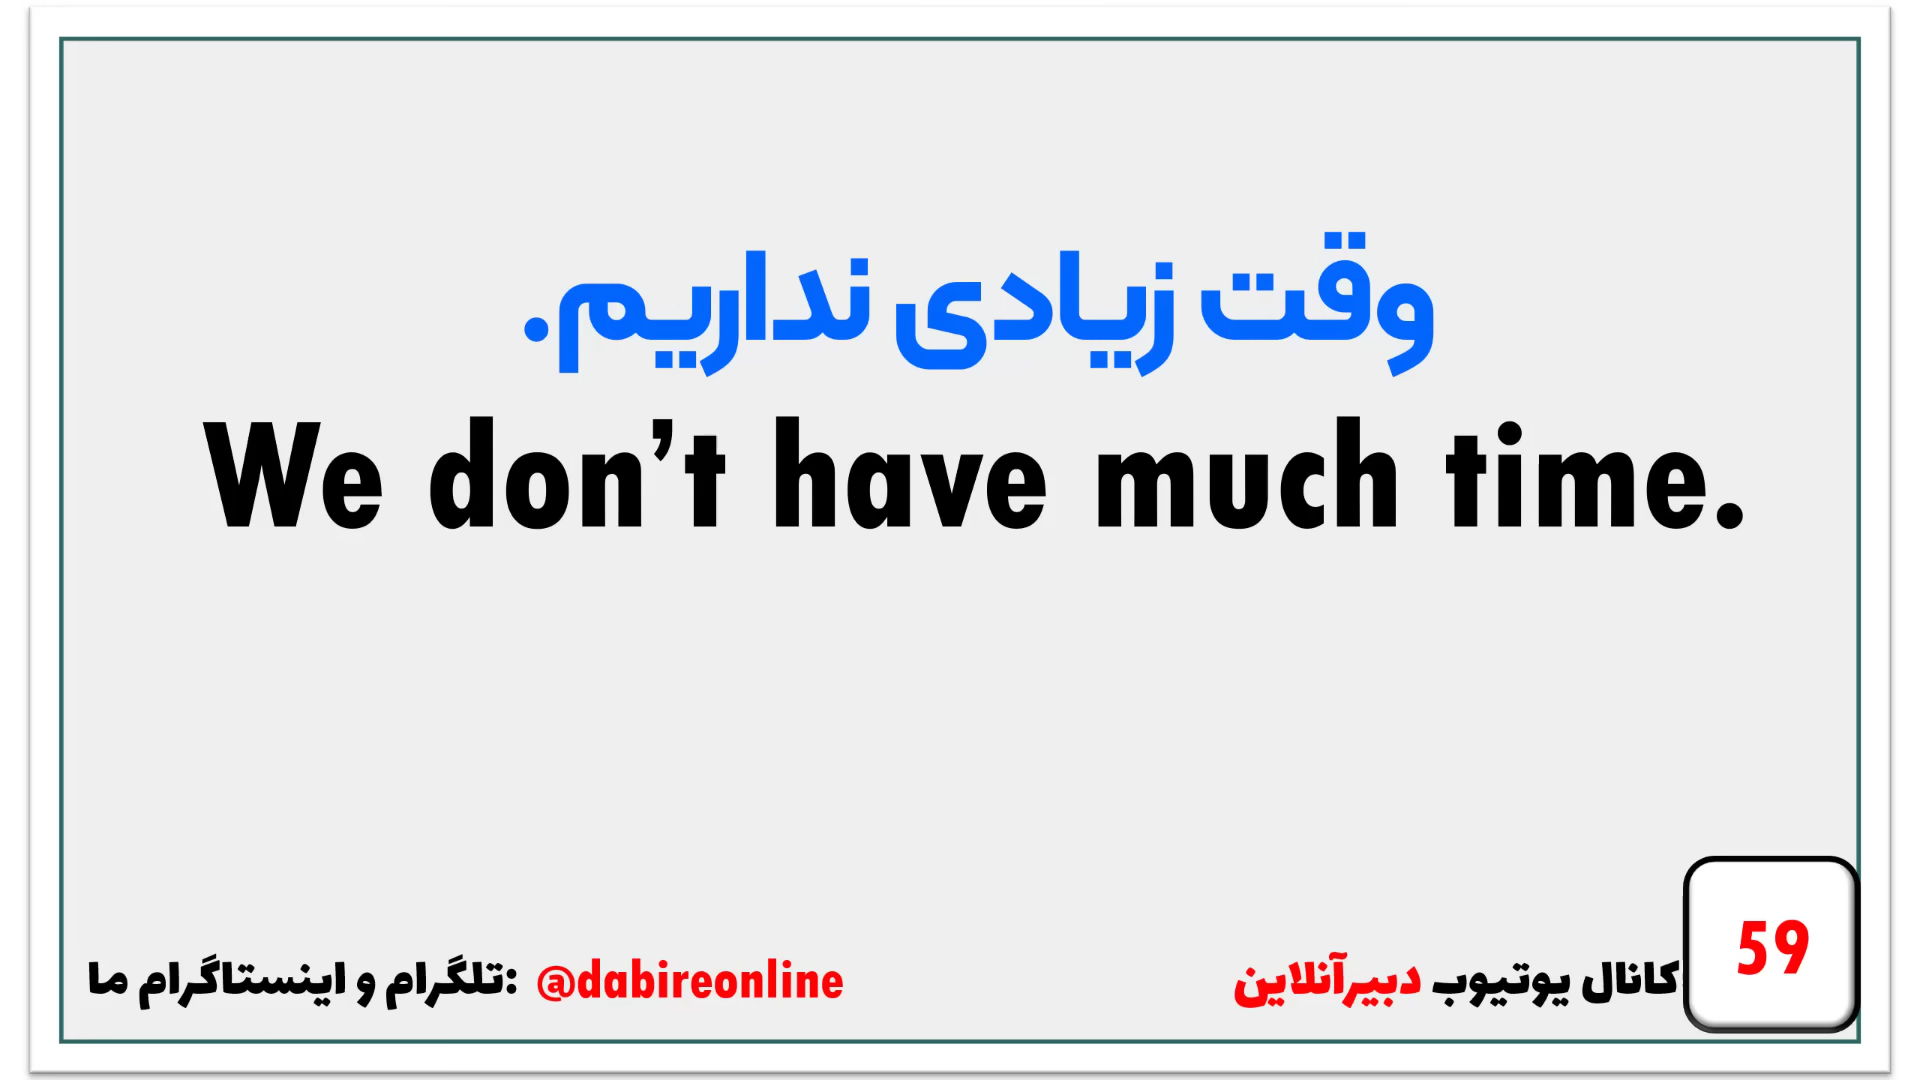 وقت زیادی نداریم.
We don’t have much time.
تلگرام و اینستاگرام ما: @dabireonline
کانال یوتیوب دبیرآنلاین
59